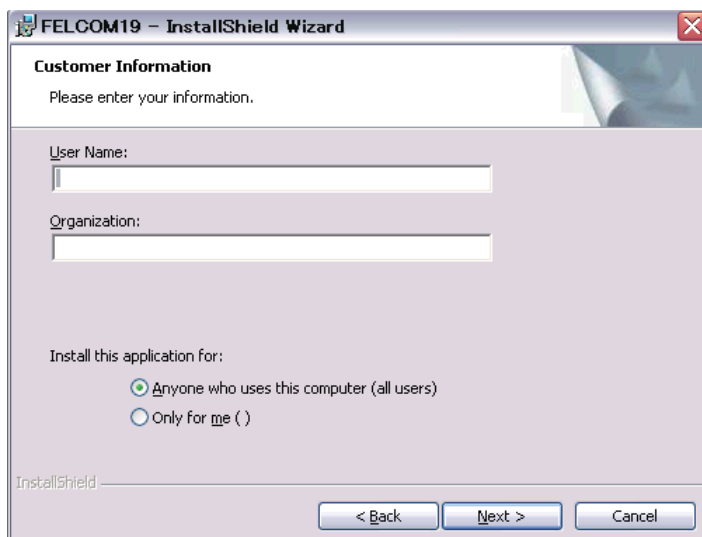 FELCOM19 - InstallShield Wizard
Customer Information
Please enter your information.
User Name:
Organization:
Install this application for:
Anyone who uses this computer (all users)
Only for me ( )
InstallShield
< Back Next > Cancel